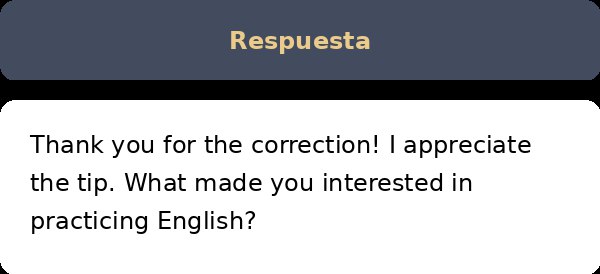 Respuesta
Thank you for the correction! I appreciate
the tip. What made you interested in
practicing English?